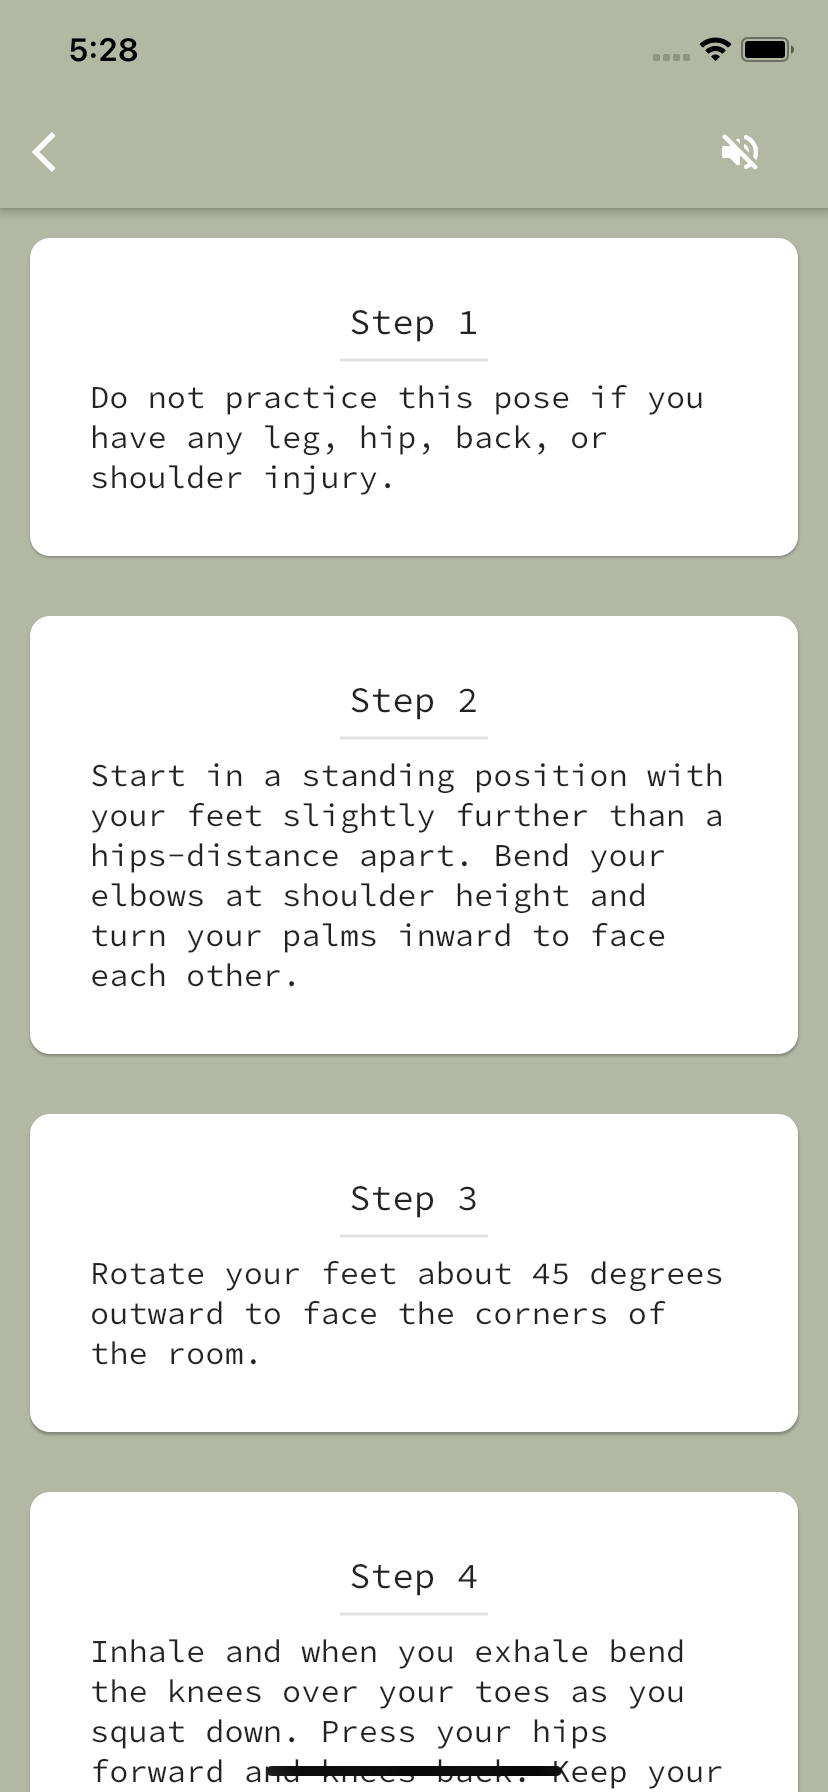 5:28
Step 1
Do not practice this pose if you
have any leg, hip, back, or
shoulder injury.
Step 2
Start in a standing position with
your feet slightly further than a
hips-distance apart. Bend your
elbows at shoulder height and
turn your palms inward to face
each other.
Step 3
Rotate your feet about 45 degrees
outward to face the corners of
the room.
Step 4
Inhale and when you exhale bend
the knees over your toes as you
squat down. Press your hips
forward and knees back. Keep your